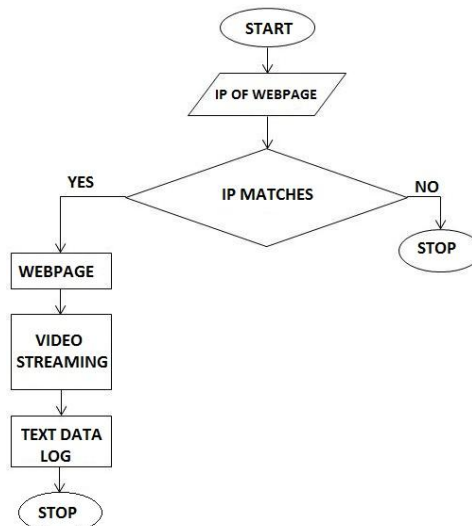 START
IP OF WEBPAGE
YES
IP MATCHES
NO
STOP
WEBPAGE
VIDEO
STREAMING
TEXT DATA
LOG
STOP